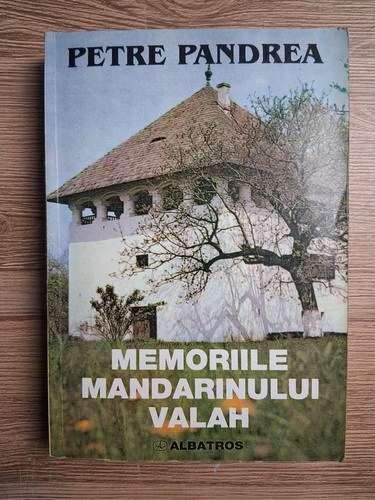 PETRE PANDREA
MEMORIILE
MANDARINULUI
VALAH
ALBATROS